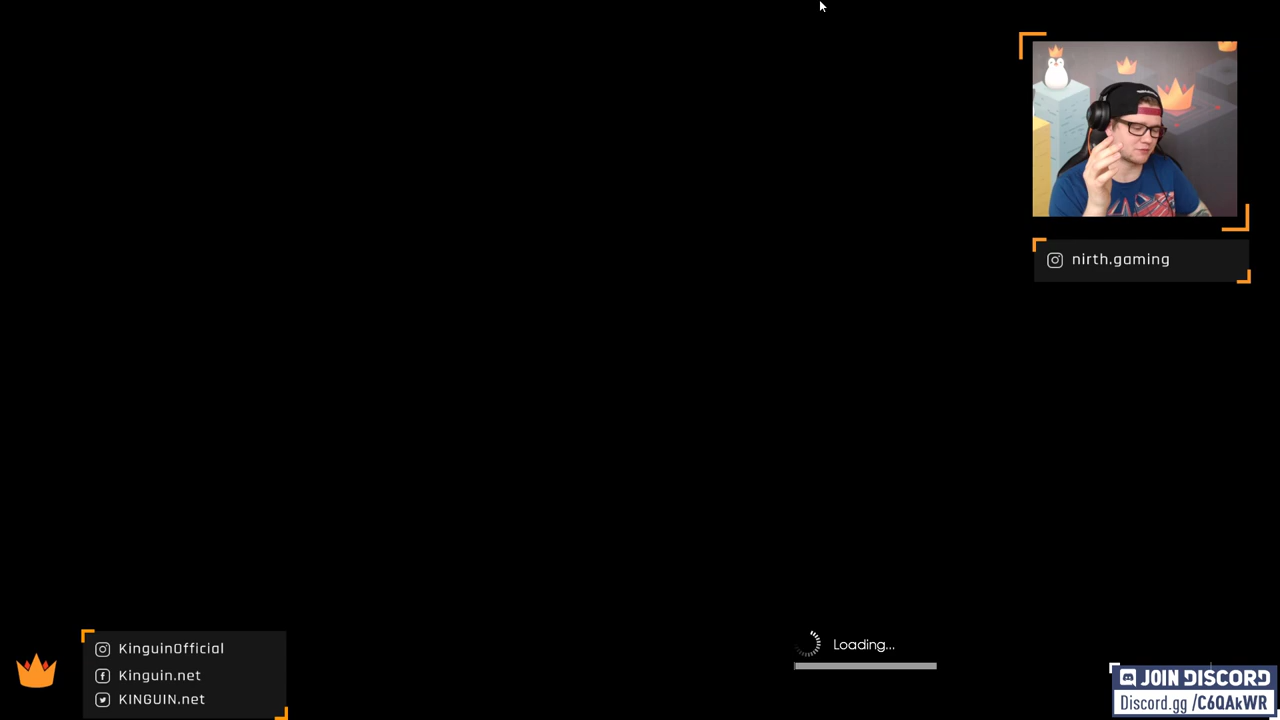 nirth.gaming
KinguinOfficial
Kinguin.net
KINGUIN.net
Loading...
JOIN DISCORD
Discord.gg/C6QAkWR